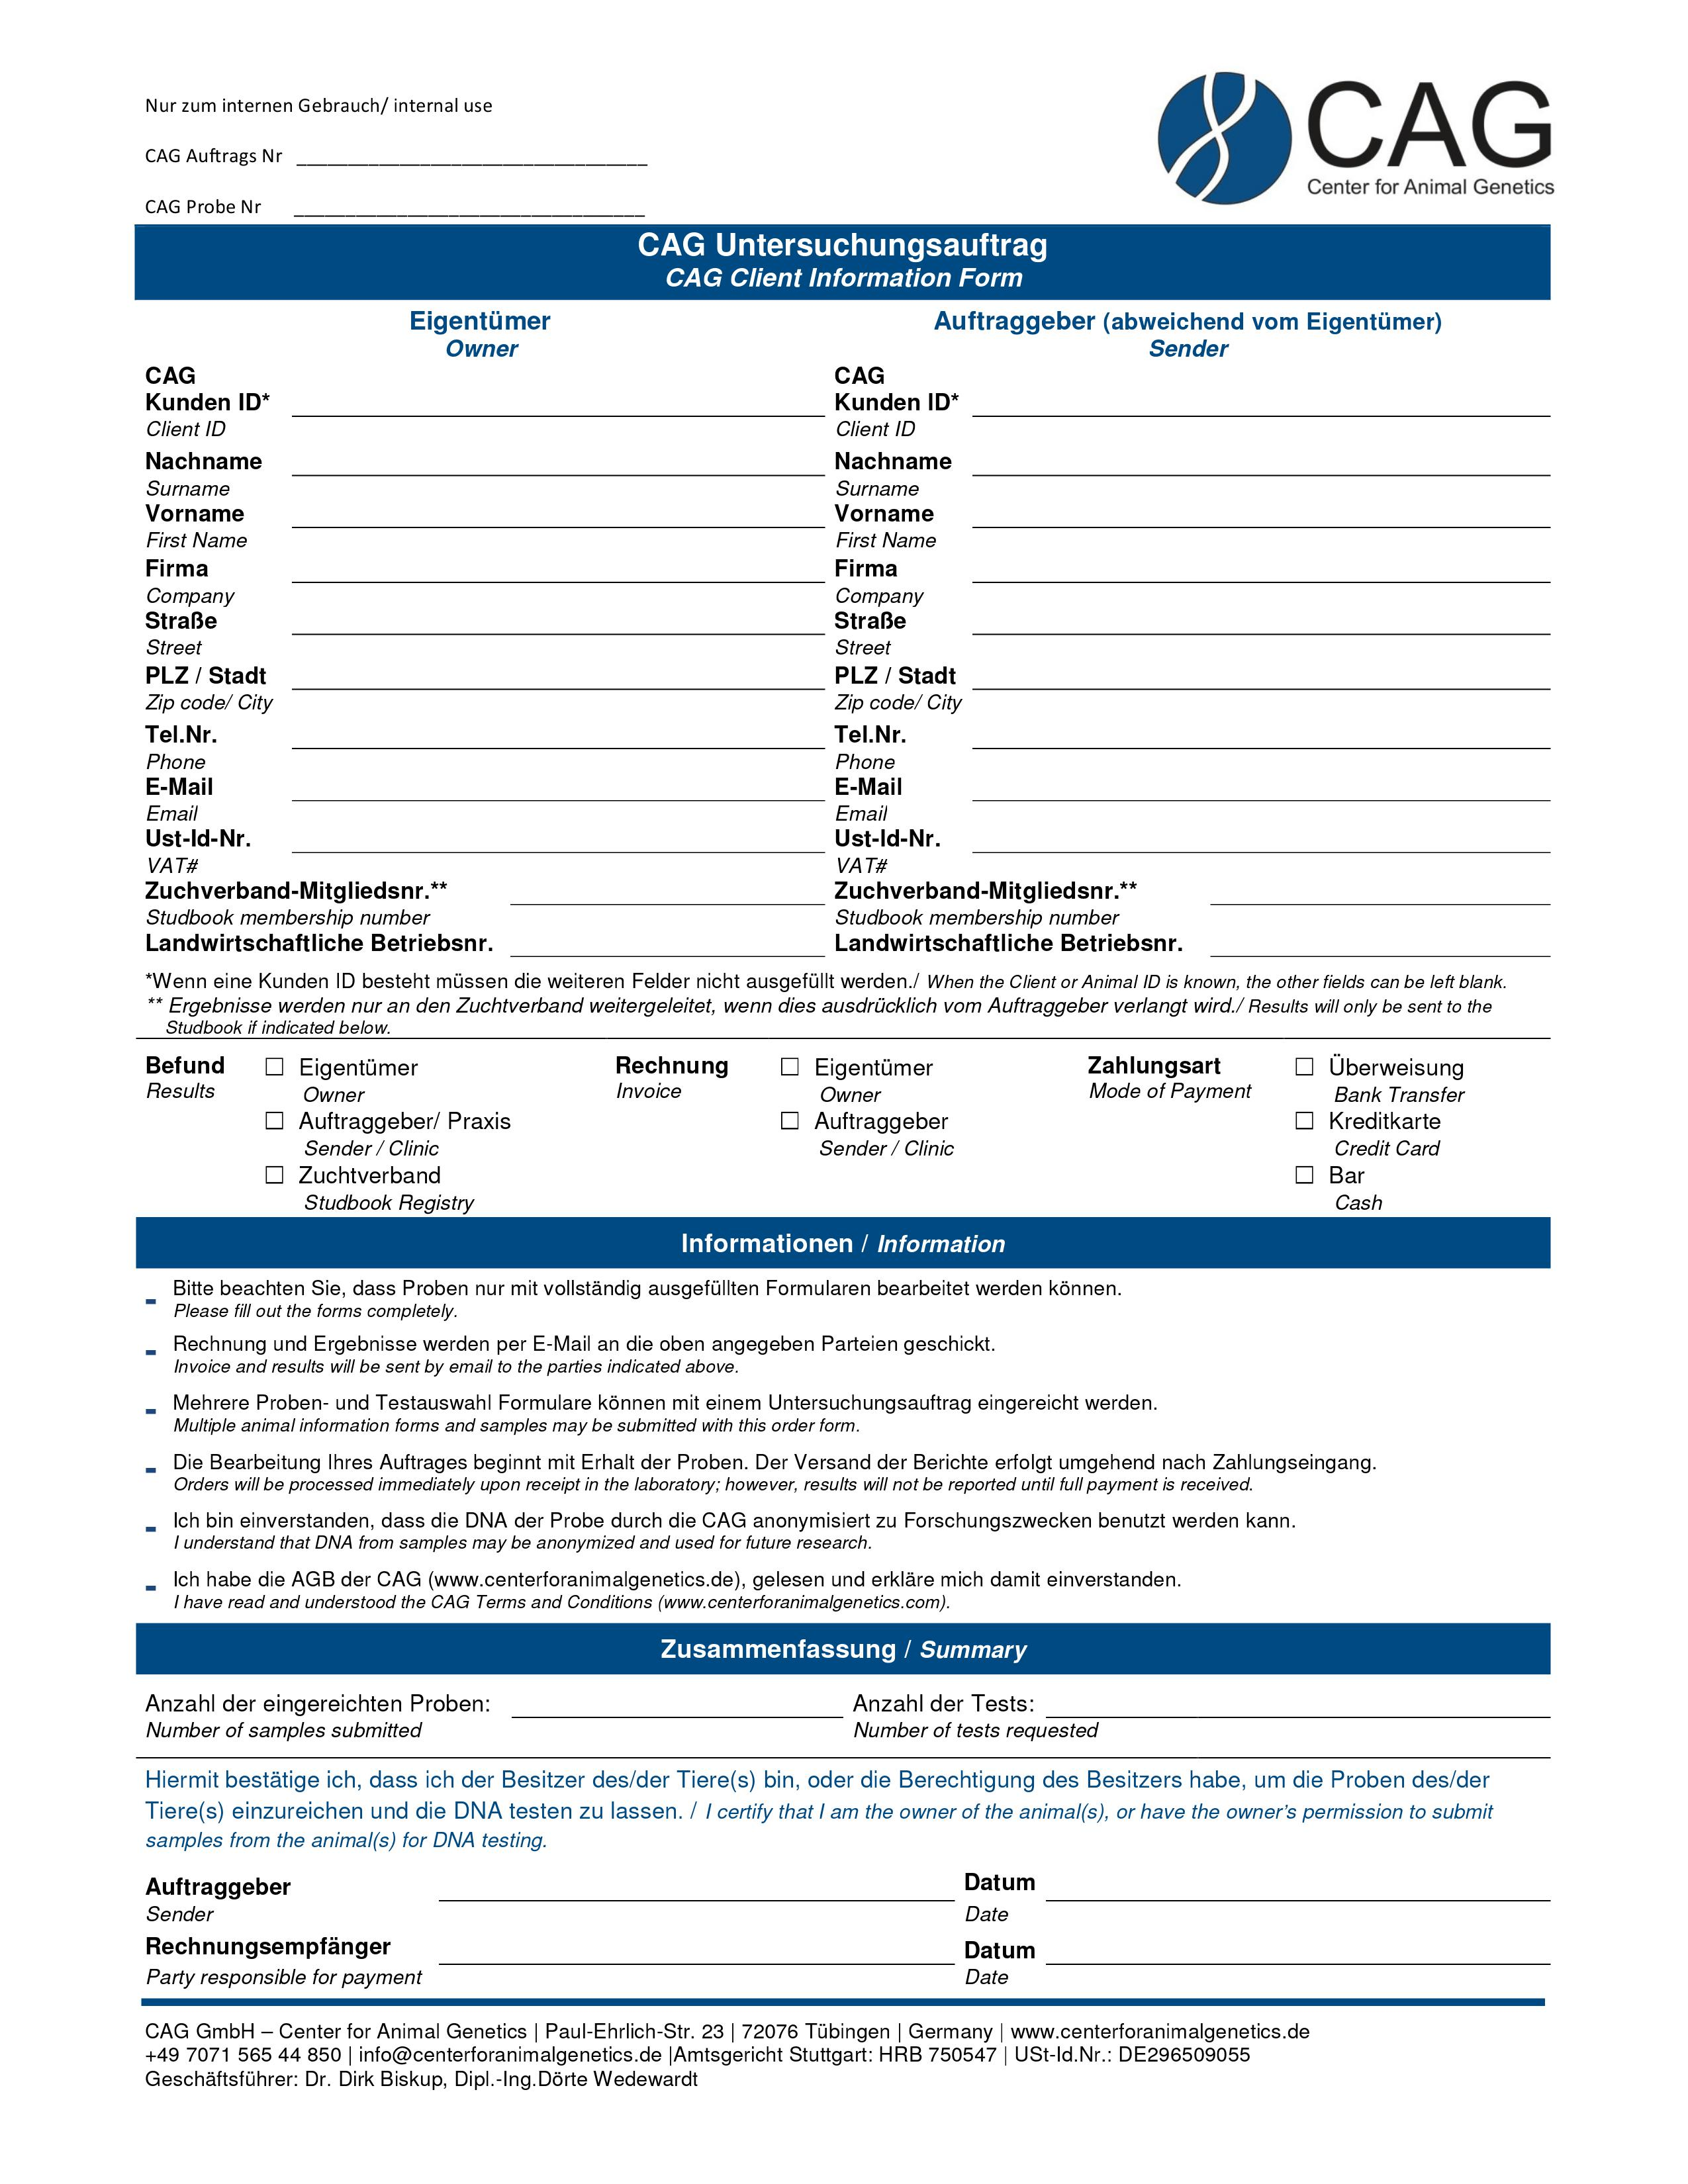 Nur zum internen Gebrauch/ internal use
CAG Auftrags Nr ___________________________________
CAG Probe Nr ___________________________________
CAG
Center for Animal Genetics
CAG Untersuchungsauftrag
CAG Client Information Form
Eigentümer
Owner
Auftraggeber (abweichend vom Eigentümer)
Sender
CAG
Kunden ID*
Client ID
CAG
Kunden ID*
Client ID
Nachname
Surname
Nachname
Surname
Vorname
First Name
Vorname
First Name
Firma
Company
Firma
Company
Straße
Street
Straße
Street
PLZ / Stadt
Zip code/ City
PLZ / Stadt
Zip code/ City
Tel.Nr.
Phone
Tel.Nr.
Phone
E-Mail
Email
E-Mail
Email
Ust-Id-Nr.
VAT#
Ust-Id-Nr.
VAT#
Zuchverband-Mitgliedsnr.**
Studbook membership number
Zuchverband-Mitgliedsnr.**
Studbook membership number
Landwirtschaftliche Betriebsnr.
Landwirtschaftliche Betriebsnr.
*Wenn eine Kunden ID besteht müssen die weiteren Felder nicht ausgefüllt werden./ When the Client or Animal ID is known, the other fields can be left blank.
** Ergebnisse werden nur an den Zuchtverband weitergeleitet, wenn dies ausdrücklich vom Auftraggeber verlangt wird./ Results will only be sent to the
Studbook if indicated below.
Befund
Results
☐ Eigentümer
Owner
☐ Auftraggeber/ Praxis
Sender / Clinic
☐ Zuchtverband
Studbook Registry
Rechnung
Invoice
☐ Eigentümer
Owner
☐ Auftraggeber
Sender / Clinic
Zahlungsart
Mode of Payment
☐ Überweisung
Bank Transfer
☐ Kreditkarte
Credit Card
☐ Bar
Cash
Informationen / Information
- Bitte beachten Sie, dass Proben nur mit vollständig ausgefüllten Formularen bearbeitet werden können.
Please fill out the forms completely.
- Rechnung und Ergebnisse werden per E-Mail an die oben angegeben Parteien geschickt.
Invoice and results will be sent by email to the parties indicated above.
- Mehrere Proben- und Testauswahl Formulare können mit einem Untersuchungsauftrag eingereicht werden.
Multiple animal information forms and samples may be submitted with this order form.
- Die Bearbeitung Ihres Auftrages beginnt mit Erhalt der Proben. Der Versand der Berichte erfolgt umgehend nach Zahlungseingang.
Orders will be processed immediately upon receipt in the laboratory; however, results will not be reported until full payment is received.
- Ich bin einverstanden, dass die DNA der Probe durch die CAG anonymisiert zu Forschungszwecken benutzt werden kann.
I understand that DNA from samples may be anonymized and used for future research.
- Ich habe die AGB der CAG (www.centerforanimalgenetics.de), gelesen und erkläre mich damit einverstanden.
I have read and understood the CAG Terms and Conditions (www.centerforanimalgenetics.com).
Zusammenfassung / Summary
Anzahl der eingereichten Proben:
Number of samples submitted
Anzahl der Tests:
Number of tests requested
Hiermit bestätige ich, dass ich der Besitzer des/der Tiere(s) bin, oder die Berechtigung des Besitzers habe, um die Proben des/der
Tiere(s) einzureichen und die DNA testen zu lassen. / I certify that I am the owner of the animal(s), or have the owner's permission to submit
samples from the animal(s) for DNA testing.
Auftraggeber
Sender
Datum
Date
Rechnungsempfänger
Party responsible for payment
Datum
Date
CAG GmbH – Center for Animal Genetics | Paul-Ehrlich-Str. 23 | 72076 Tübingen | Germany | www.centerforanimalgenetics.de
+49 7071 565 44 850 | info@centerforanimalgenetics.de |Amtsgericht Stuttgart: HRB 750547 | USt-Id.Nr.: DE296509055
Geschäftsführer: Dr. Dirk Biskup, Dipl.-Ing.Dörte Wedewardt